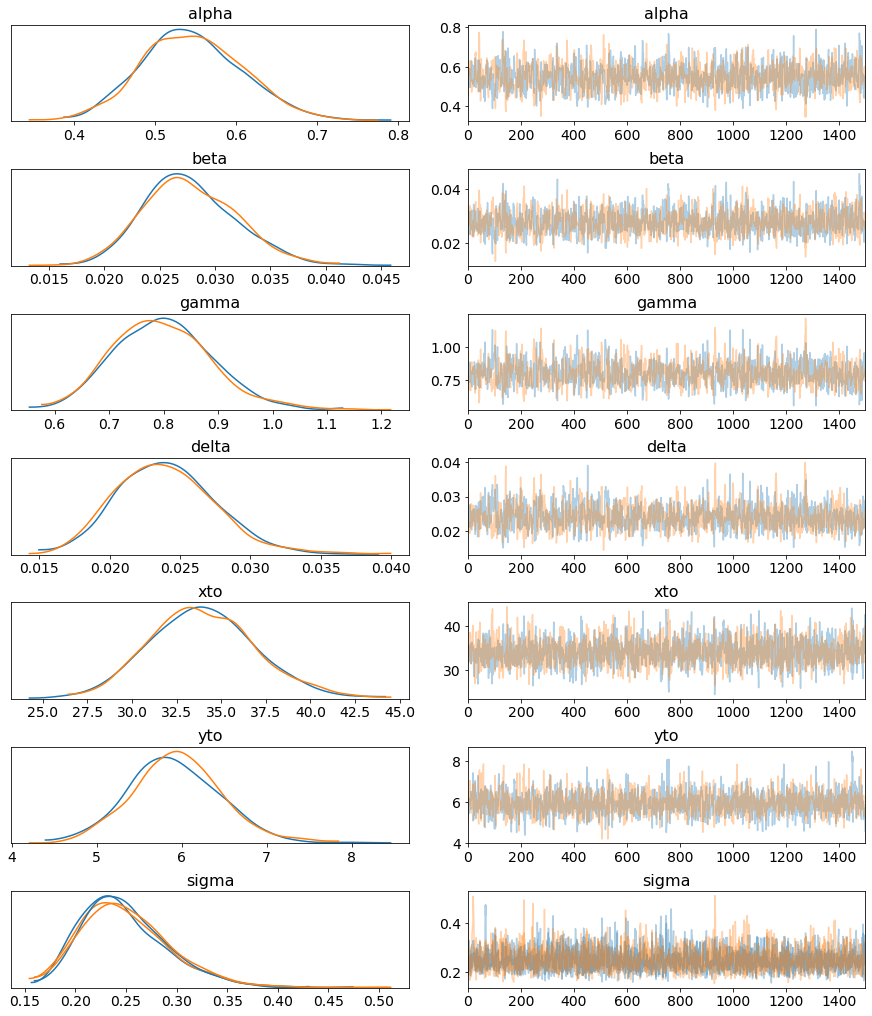 alpha alpha
0.4 0.5 0.6 0.7 0.8
0.8
0.6
0.4
0 200 400 600 800 1000 1200 1400
beta beta
0.015 0.020 0.025 0.030 0.035 0.040 0.045
0.04
0.02
0 200 400 600 800 1000 1200 1400
gamma gamma
0.6 0.7 0.8 0.9 1.0 1.1 1.2
1.00
0.75
0 200 400 600 800 1000 1200 1400
delta delta
0.015 0.020 0.025 0.030 0.035 0.040
0.04
0.03
0.02
0 200 400 600 800 1000 1200 1400
xto xto
25.0 27.5 30.0 32.5 35.0 37.5 40.0 42.5 45.0
40
30
0 200 400 600 800 1000 1200 1400
yto yto
4 5 6 7 8
8
6
4
0 200 400 600 800 1000 1200 1400
sigma sigma
0.15 0.20 0.25 0.30 0.35 0.40 0.45 0.50
0.4
0.2
0 200 400 600 800 1000 1200 1400